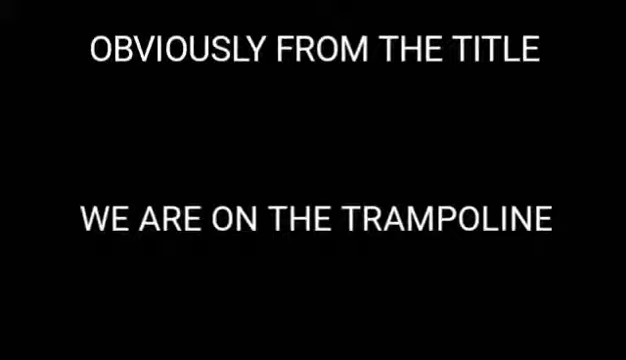 OBVIOUSLY FROM THE TITLE
WE ARE ON THE TRAMPOLINE